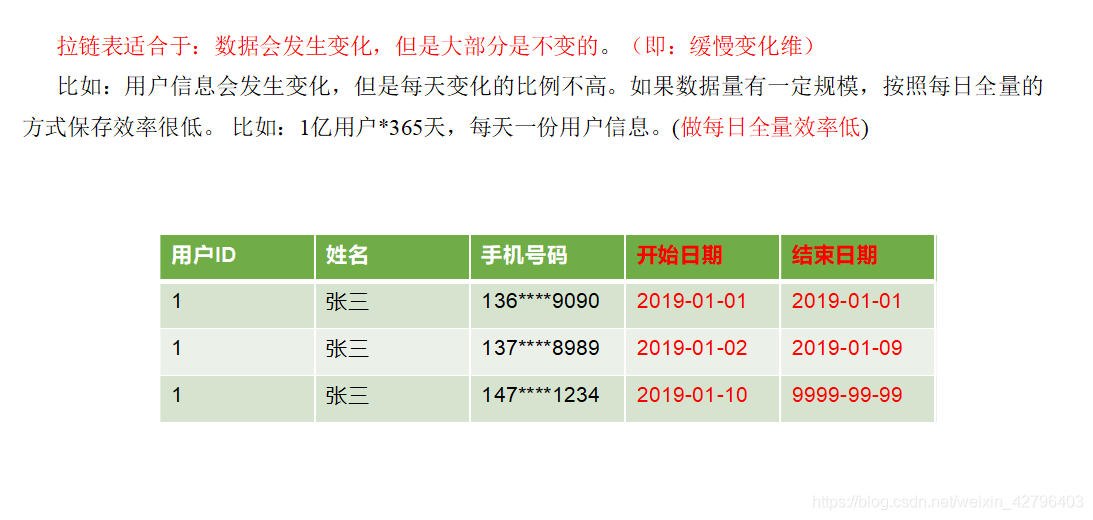 拉链表适合于：数据会发生变化，但是大部分是不变的。（即：缓慢变化维）
比如：用户信息会发生变化，但是每天变化的比例不高。如果数据量有一定规模，按照每日全量的
方式保存效率很低。 比如：1亿用户*365天，每天一份用户信息。(做每日全量效率低)
用户ID 姓名 手机号码 开始日期 结束日期
1 张三 136****9090 2019-01-01 2019-01-01
1 张三 137****8989 2019-01-02 2019-01-09
1 张三 147****1234 2019-01-10 9999-99-99
https://blog.csdn.net/weixin_42796403